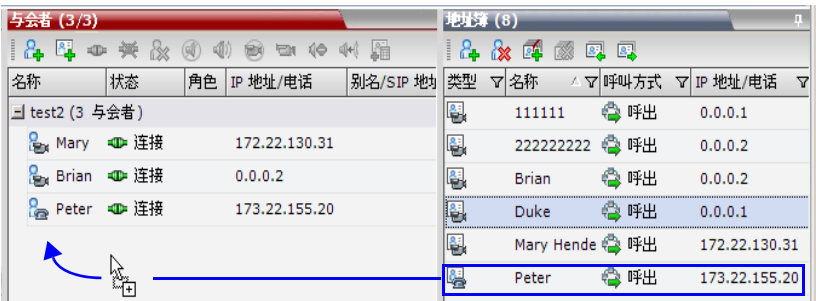 与会者 (3/3)
名称 状态 角色 IP 地址/电话 别名/SIP 地址
test2 (3 与会者)
Mary 连接 172.22.130.31
Brian 连接 0.0.0.2
Peter 连接 173.22.155.20
地址簿 (8)
类型 名称 呼叫方式 IP 地址/电话
111111 呼出 0.0.0.1
222222222 呼出 0.0.0.2
Brian 呼出 0.0.0.2
Duke 呼出 0.0.0.1
Mary Hende 呼出 172.22.130.31
Peter 呼出 173.22.155.20